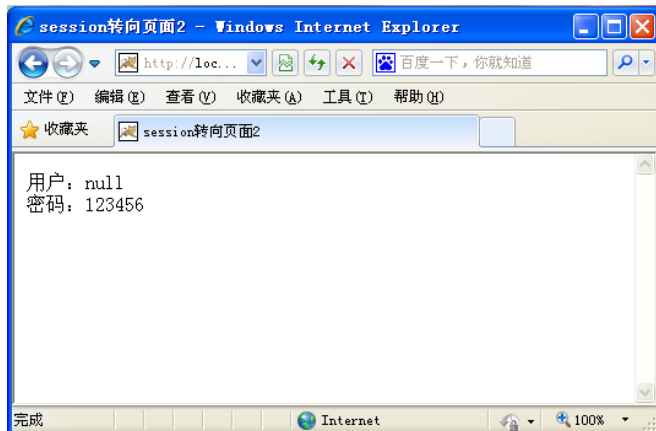 session转向页面2 - Windows Internet Explorer
http://loc...
百度一下，你就知道
文件(F) 编辑(E) 查看(V) 收藏夹(A) 工具(T) 帮助(H)
收藏夹
session转向页面2
用户：null
密码：123456
完成
Internet
100%